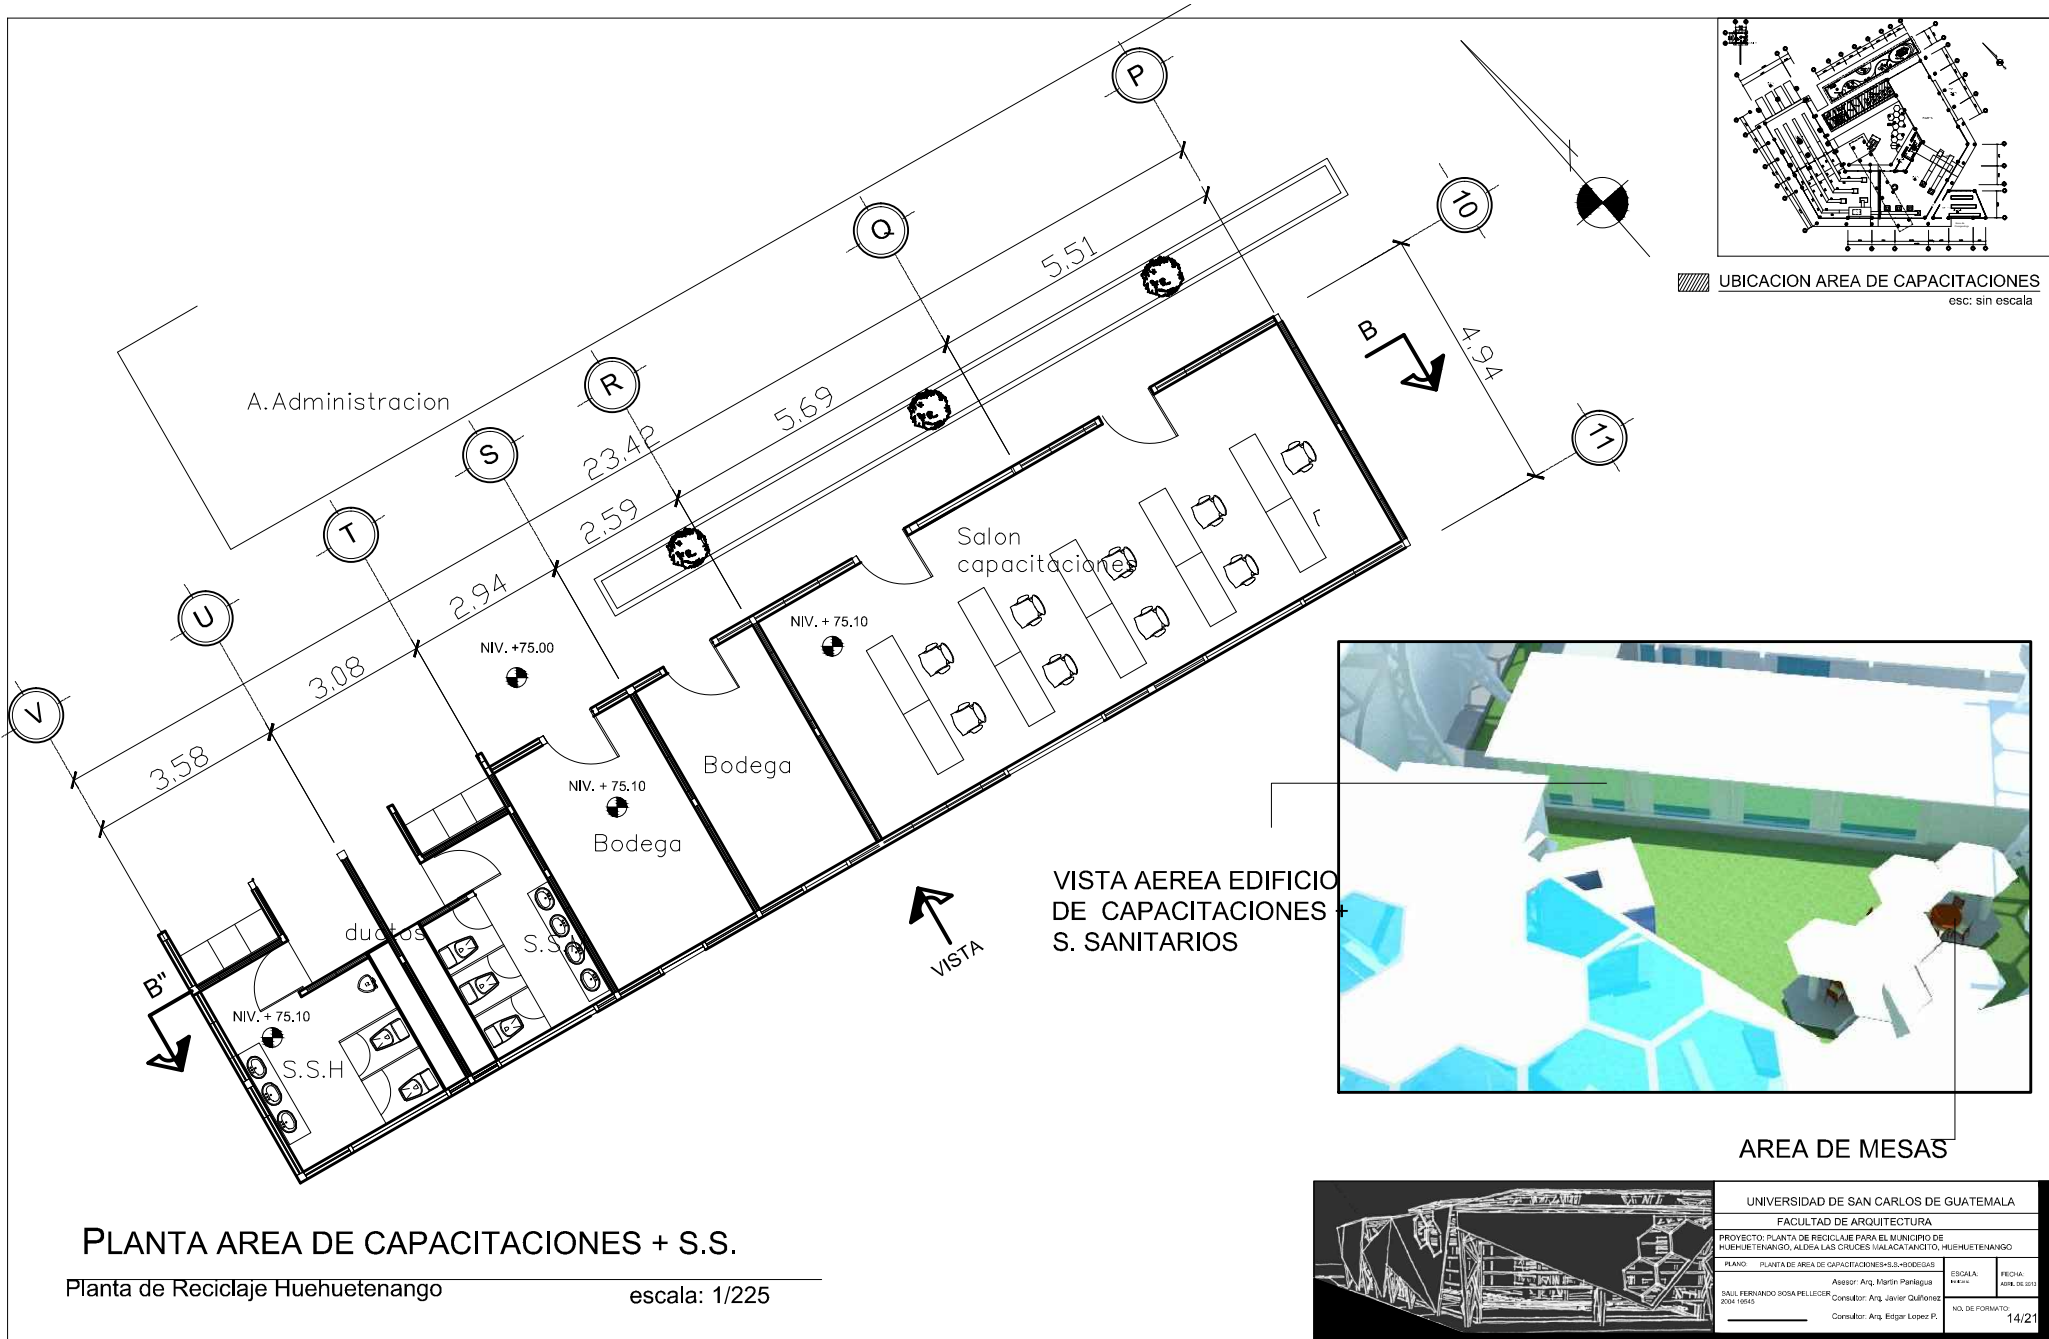 P
Q
R
S
T
U
V
10
11
5.51
5.69
23.42
2.59
2.94
3.08
3.58
4.94
B
B"
A.Administracion
Salon
capacitaciones
NIV. +75.00
NIV. + 75.10
NIV. + 75.10
NIV. + 75.10
Bodega
Bodega
ductos
S.S.
S.S.H
VISTA
UBICACION AREA DE CAPACITACIONES
esc: sin escala
VISTA AEREA EDIFICIO
DE CAPACITACIONES +
S. SANITARIOS
AREA DE MESAS
PLANTA AREA DE CAPACITACIONES + S.S.
Planta de Reciclaje Huehuetenango
escala: 1/225
UNIVERSIDAD DE SAN CARLOS DE GUATEMALA
FACULTAD DE ARQUITECTURA
PROYECTO: PLANTA DE RECICLAJE PARA EL MUNICIPIO DE
HUEHUETENANGO, ALDEA LAS CRUCES MALACATANCITO, HUEHUETENANGO
PLANO: PLANTA DE AREA DE CAPACITACIONES+S.S.+BODEGAS
SAUL FERNANDO SOSA PELLECER
2004 16545
Asesor: Arq. Martin Paniagua
Consultor: Arq. Javier Quiñonez
Consultor: Arq. Edgar Lopez P.
ESCALA:
FECHA:
ABRIL DE 2013
NO. DE FORMATO:
14/21